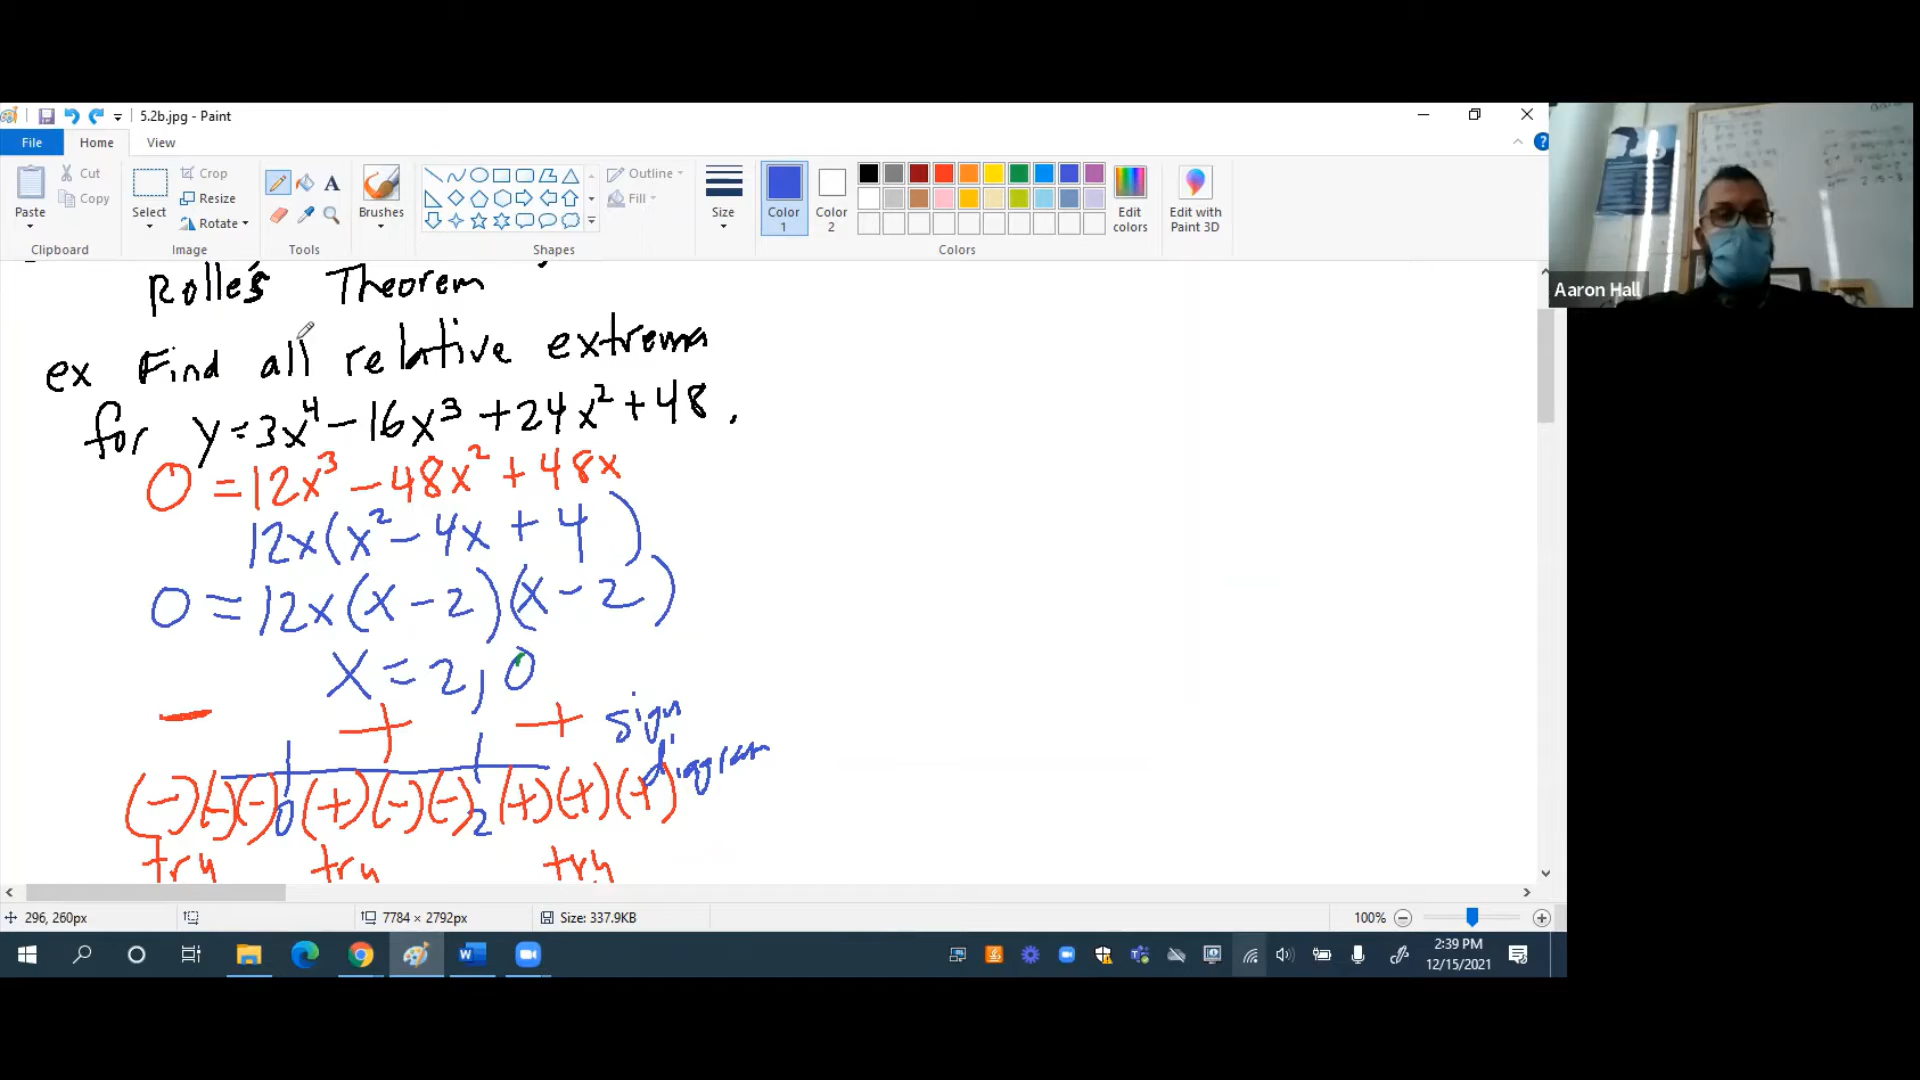 5.2b.jpg - Paint
File Home View
Paste
Cut
Copy
Clipboard
Select
Crop
Resize
Rotate
Image
A
Tools
Brushes
Outline
Fill
Shapes
Size
Color 1
Color 2
Edit colors
Colors
Edit with Paint 3D
Aaron Hall
Rolle's Theorem
ex Find all relative extrema
for y=3x⁴-16x³+24x²+48.
0=12x³-48x²+48x
12x(x²-4x+4)
0=12x(x-2)(x-2)
x=2,0
- + + sign
diagram
(-)(-)(-) 0 (+)(-)(-) 2 (+)(+)(+)
try try try
296, 260px
7784 × 2792px
Size: 337.9KB
100%
2:39 PM
12/15/2021